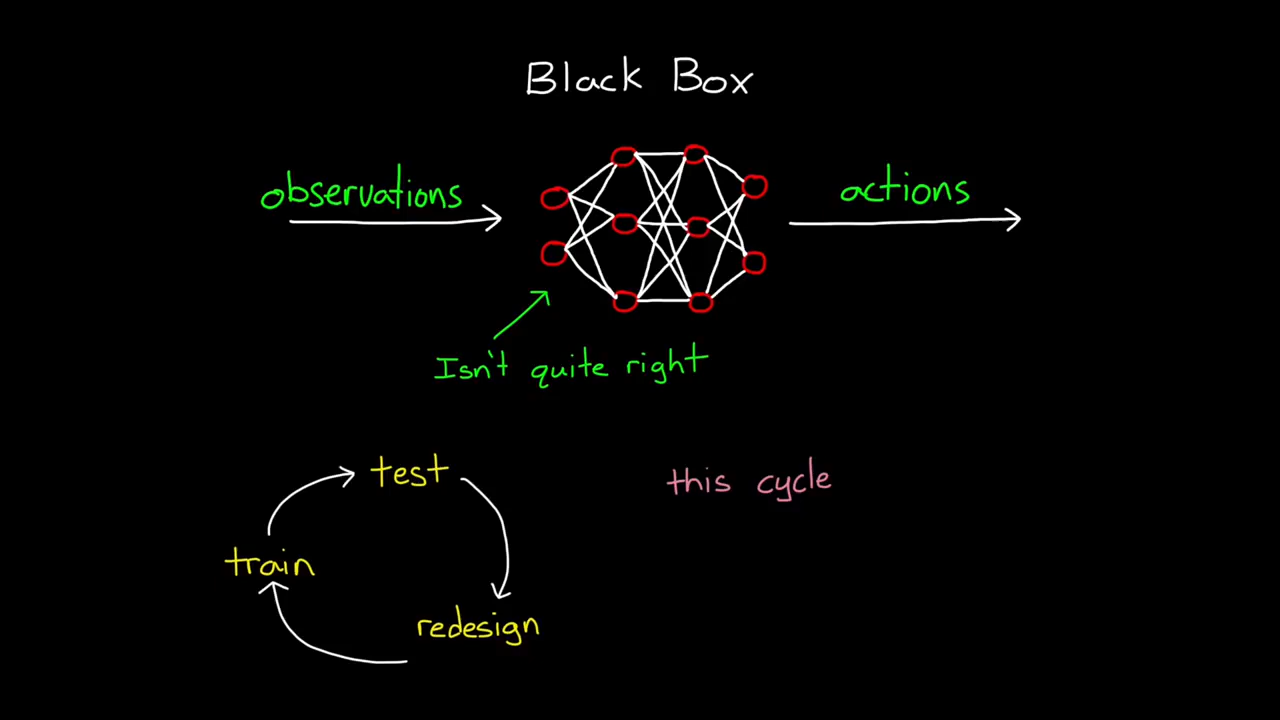 Black Box
observations
actions
Isn't quite right
test
this cycle
train
redesign